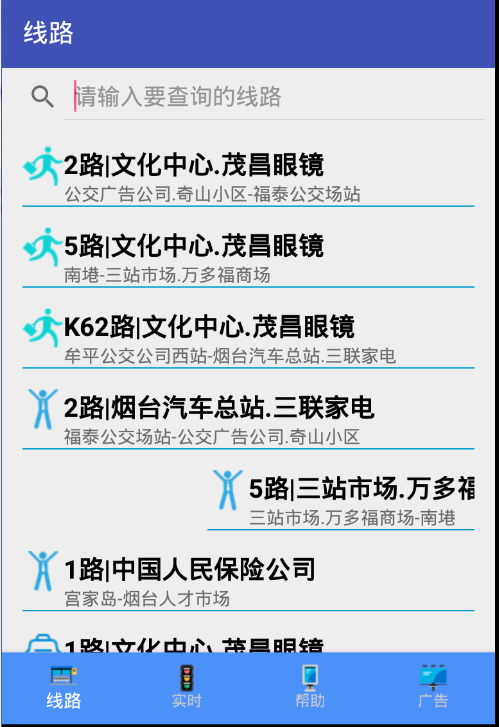 线路
请输入要查询的线路
2路|文化中心.茂昌眼镜
公交广告公司.奇山小区-福泰公交场站
5路|文化中心.茂昌眼镜
南港-三站市场.万多福商场
K62路|文化中心.茂昌眼镜
牟平公交公司西站-烟台汽车总站.三联家电
2路|烟台汽车总站.三联家电
福泰公交场站-公交广告公司.奇山小区
5路|三站市场.万多福
三站市场.万多福商场-南港
1路|中国人民保险公司
宫家岛-烟台人才市场
1路|文化中心.茂昌眼镜
线路 实时 帮助 广告